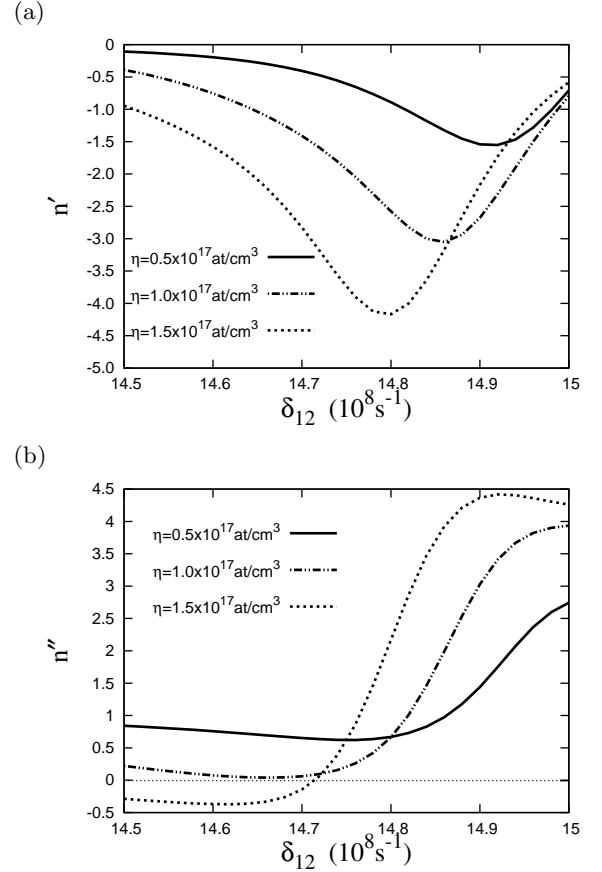 (a)
0
-0.5
-1.0
-1.5
-2.0
-2.5
-3.0
-3.5
-4.0
-4.5
-5.0
n′
η=0.5x10¹⁷at/cm³
η=1.0x10¹⁷at/cm³
η=1.5x10¹⁷at/cm³
14.5 14.6 14.7 14.8 14.9 15
δ₁₂ (10⁸s⁻¹)
(b)
4.5
4
3.5
3
2.5
2
1.5
1
0.5
0
-0.5
n″
η=0.5x10¹⁷at/cm³
η=1.0x10¹⁷at/cm³
η=1.5x10¹⁷at/cm³
14.5 14.6 14.7 14.8 14.9 15
δ₁₂ (10⁸s⁻¹)